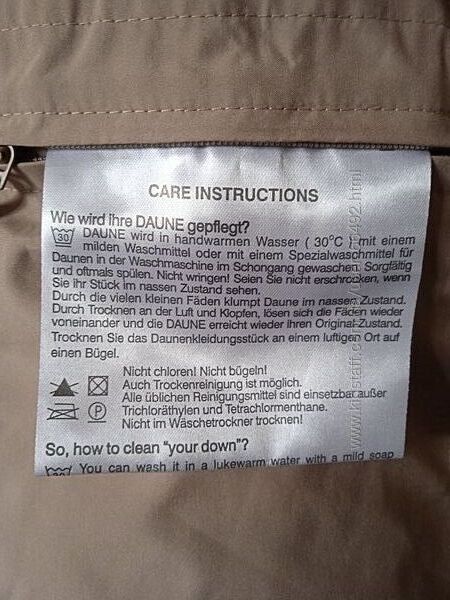 CARE INSTRUCTIONS
Wie wird ihre DAUNE gepflegt?
30 DAUNE wird in handwarmen Wasser ( 30°C ) mit einem
milden Waschmittel oder mit einem Spezialwaschmittel für
Daunen in der Waschmaschine im Schongang gewaschen Sorgfältig
und oftmals spülen. Nicht wringen! Seien Sie nicht erschrocken, wenn
Sie ihr Stück im nassen Zustand sehen.
Durch die vielen kleinen Fäden klumpt Daune im nassen Zustand.
Durch Trocknen an der Luft und Klopfen, lösen sich die Fäden wieder
voneinander und die DAUNE erreicht wieder ihren Original-Zustand.
Trocknen Sie das Daunenkleidungsstück an einem luftigen Ort auf
einen Bügel.
Nicht chloren! Nicht bügeln!
Auch Trockenreinigung ist möglich.
Alle üblichen Reinigungsmittel sind einsetzbar außer
P Trichloräthylen und Tetrachlormenthane.
Nicht im Wäschetrockner trocknen!
So, how to clean "your down"?
You can wash it in a lukewarm water with a mild soap